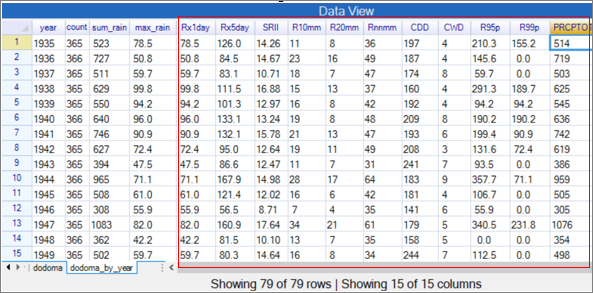 Data View
year count sum_rain max_rain Rx1day Rx5day SRII R10mm R20mm Rnnmm CDD CWD R95p R99p PRCPTOT
1 1935 365 523 78.5 78.5 126.0 14.26 11 8 36 197 4 210.3 155.2 514
2 1936 366 727 50.8 50.8 84.5 14.67 23 16 49 187 4 145.6 0.0 719
3 1937 365 511 59.7 59.7 83.1 10.71 18 7 47 174 8 59.7 0.0 503
4 1938 365 629 99.8 99.8 111.5 16.88 15 13 37 160 4 291.3 189.7 625
5 1939 365 550 94.2 94.2 101.3 12.97 16 8 42 192 4 94.2 94.2 545
6 1940 366 640 96.0 96.0 133.1 13.24 19 8 48 209 8 190.2 190.2 636
7 1941 365 746 90.9 90.9 132.1 15.78 21 13 47 193 6 199.4 90.9 742
8 1942 365 627 72.4 72.4 95.0 12.64 19 11 49 208 3 131.6 72.4 619
9 1943 365 394 47.5 47.5 86.6 12.47 11 7 31 241 7 93.5 0.0 386
10 1944 366 965 71.1 71.1 167.9 14.98 28 17 64 183 9 357.7 71.1 959
11 1945 365 508 61.0 61.0 121.4 12.02 16 6 42 181 4 106.7 0.0 505
12 1946 365 308 55.9 55.9 56.5 8.71 7 4 35 141 6 55.9 0.0 305
13 1947 365 1083 82.0 82.0 160.9 17.64 34 21 61 179 5 340.5 231.8 1076
14 1948 366 362 42.2 42.2 81.5 10.10 13 7 35 158 5 0.0 0.0 354
15 1949 365 502 59.7 59.7 80.3 14.64 16 8 34 244 7 112.5 0.0 498
dodoma dodoma_by_year
Showing 79 of 79 rows | Showing 15 of 15 columns